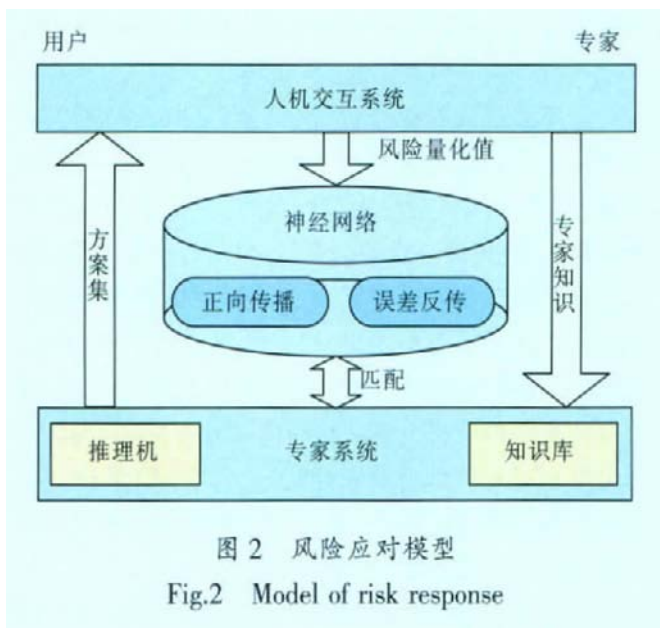 用户 专家
人机交互系统
风险量化值
神经网络
方案集
专家知识
正向传播 误差反传
匹配
推理机 专家系统 知识库
图 2 风险应对模型
Fig.2 Model of risk response